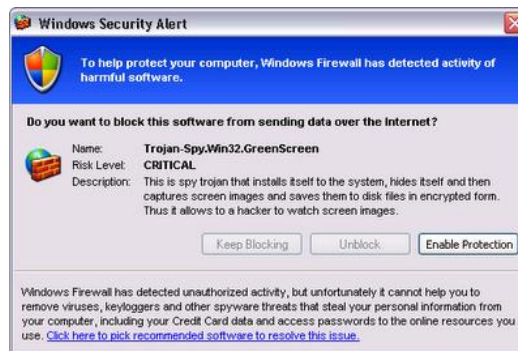 Windows Security Alert
To help protect your computer, Windows Firewall has detected activity of
harmful software.
Do you want to block this software from sending data over the Internet?
Name: Trojan-Spy.Win32.GreenScreen
Risk Level: CRITICAL
Description: This is spy trojan that installs itself to the system, hides itself and then
captures screen images and saves them to disk files in encrypted form.
Thus it allows to a hacker to watch screen images.
Keep Blocking Unblock Enable Protection
Windows Firewall has detected unauthorized activity, but unfortunately it cannot help you to
remove viruses, keyloggers and other spyware threats that steal your personal information from
your computer, including your Credit Card data and access passwords to the online resources you
use. Click here to pick recommended software to resolve this issue.